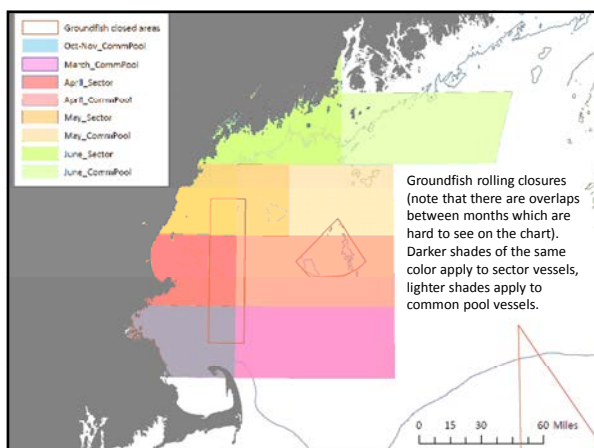 Groundfish closed areas
Oct-Nov_CommPool
March_CommPool
April_Sector
April_CommPool
May_Sector
May_CommPool
June_Sector
June_CommPool
Groundfish rolling closures
(note that there are overlaps
between months which are
hard to see on the chart).
Darker shades of the same
color apply to sector vessels,
lighter shades apply to
common pool vessels.
0 15 30 60 Miles